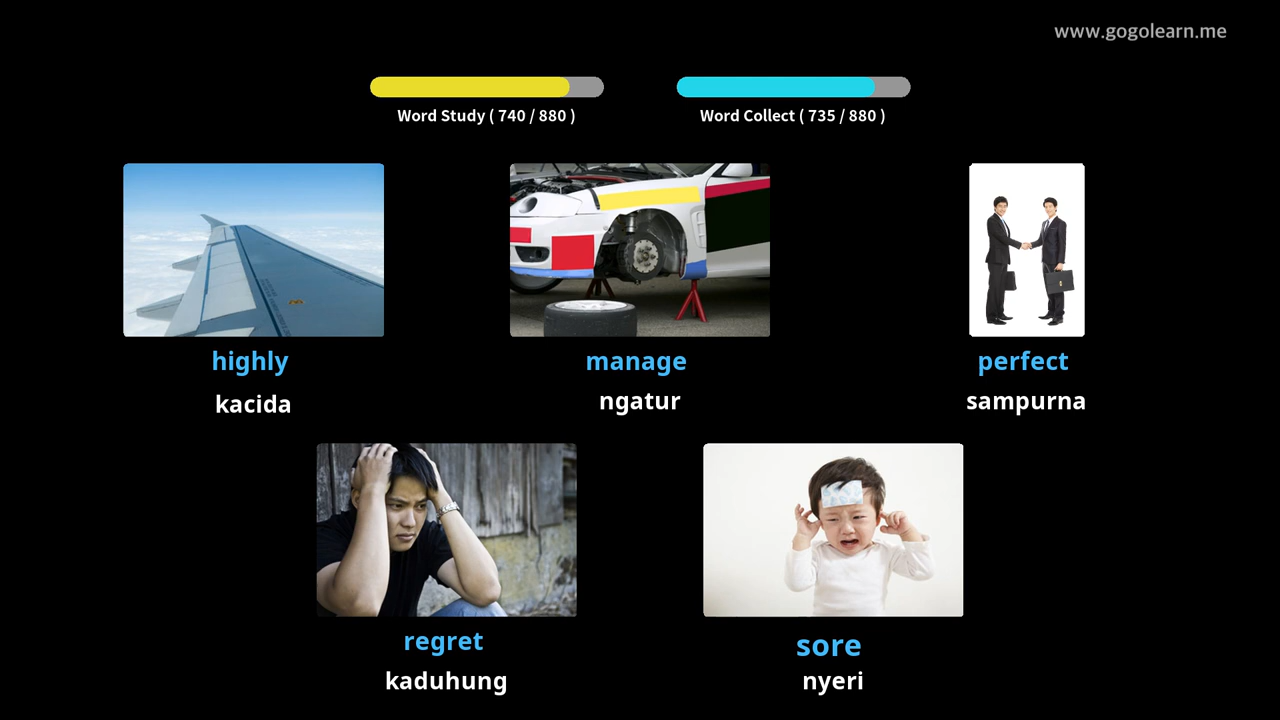 www.gogolearn.me
Word Study ( 740 / 880 )
Word Collect ( 735 / 880 )
highly
manage
perfect
kacida
ngatur
sampurna
regret
sore
kaduhung
nyeri